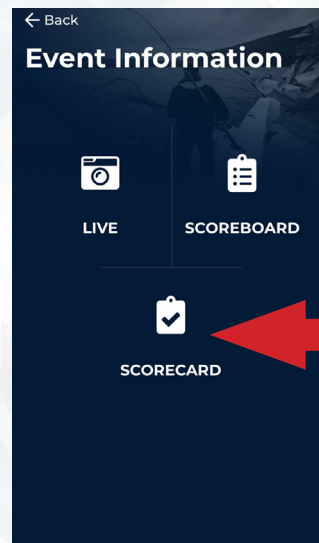 Back
Event Information
LIVE
SCOREBOARD
SCORECARD